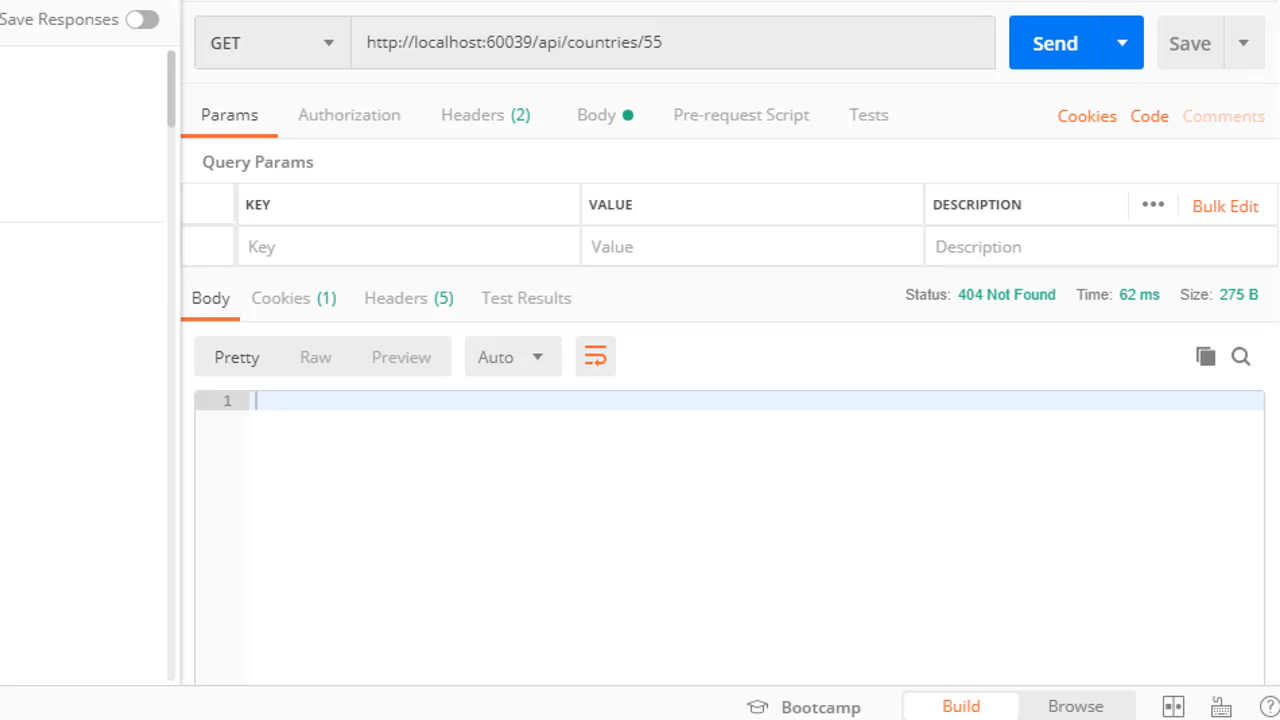 Save Responses
GET http://localhost:60039/api/countries/55 Send Save
Params Authorization Headers (2) Body Pre-request Script Tests Cookies Code Comments
Query Params
KEY VALUE DESCRIPTION ••• Bulk Edit
Key Value Description
Body Cookies (1) Headers (5) Test Results Status: 404 Not Found Time: 62 ms Size: 275 B
Pretty Raw Preview Auto
1
Bootcamp Build Browse ?